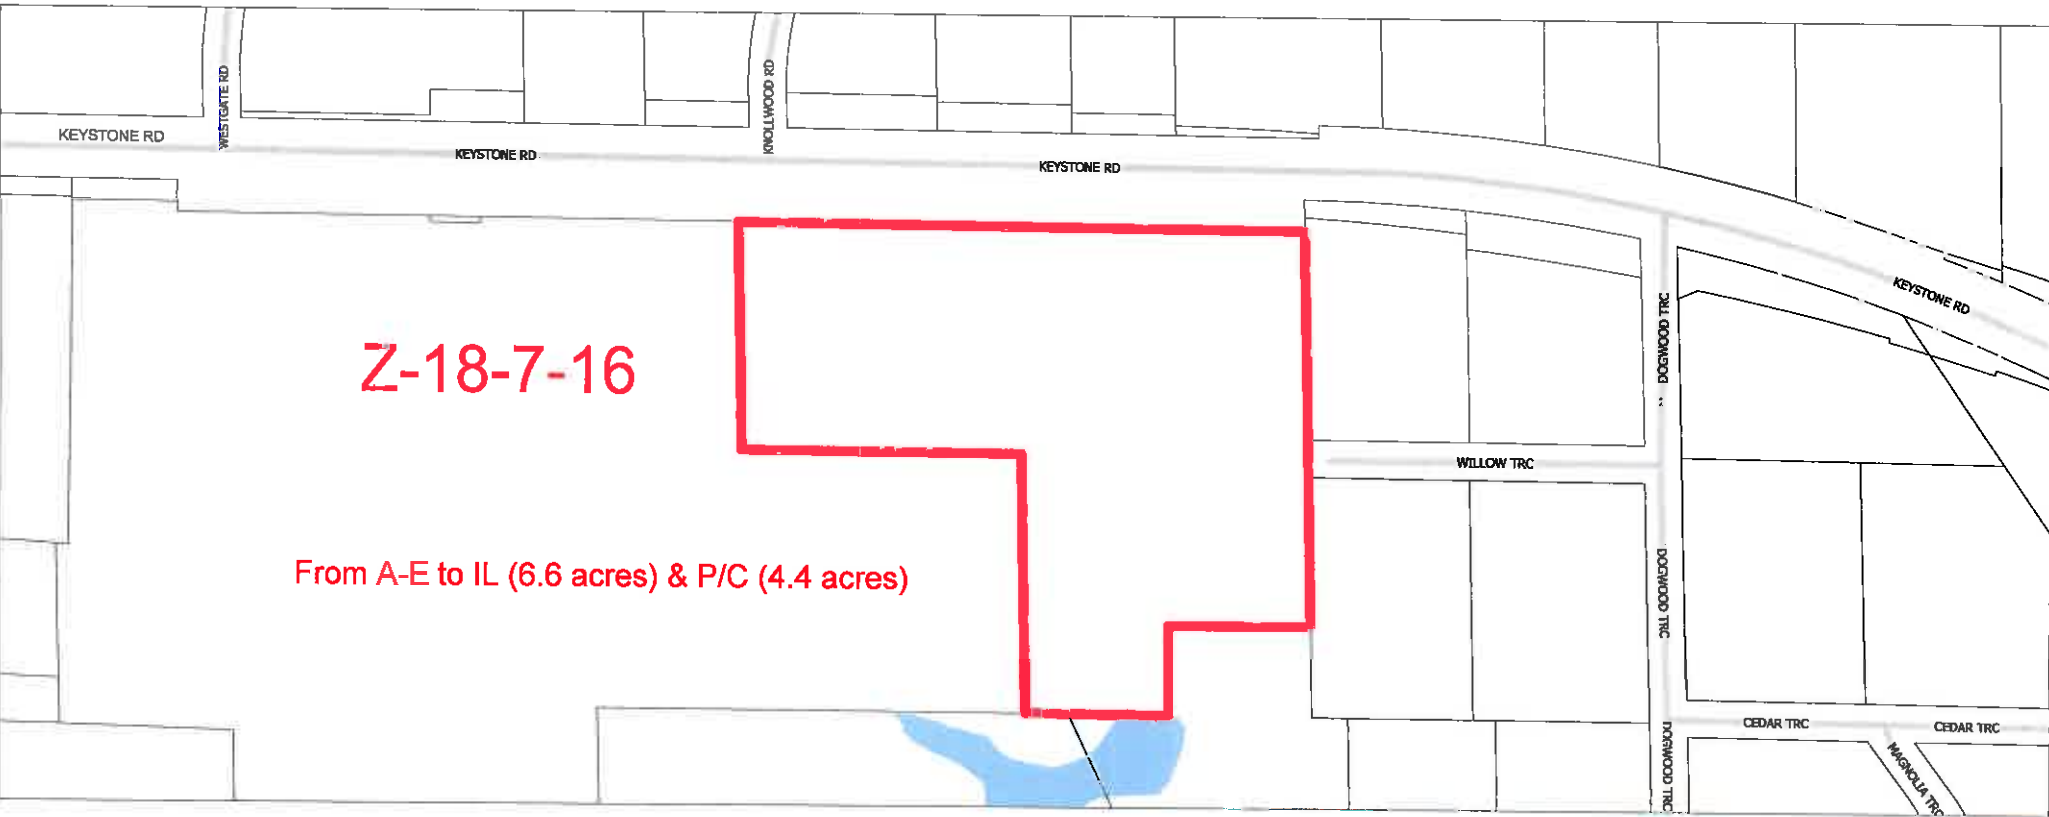 WESTGATE RD
KNOLLWOOD RD
KEYSTONE RD
KEYSTONE RD
KEYSTONE RD
KEYSTONE RD
DOGWOOD TRC
Z-18-7-16
WILLOW TRC
From A-E to IL (6.6 acres) & P/C (4.4 acres)
DOGWOOD TRC
DOGWOOD TRC
CEDAR TRC
CEDAR TRC
MAGNOLIA TRC